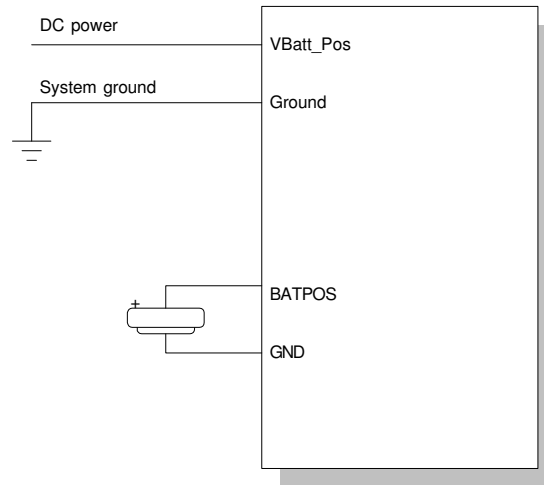 DC power
VBatt_Pos
System ground
Ground
+
BATPOS
GND